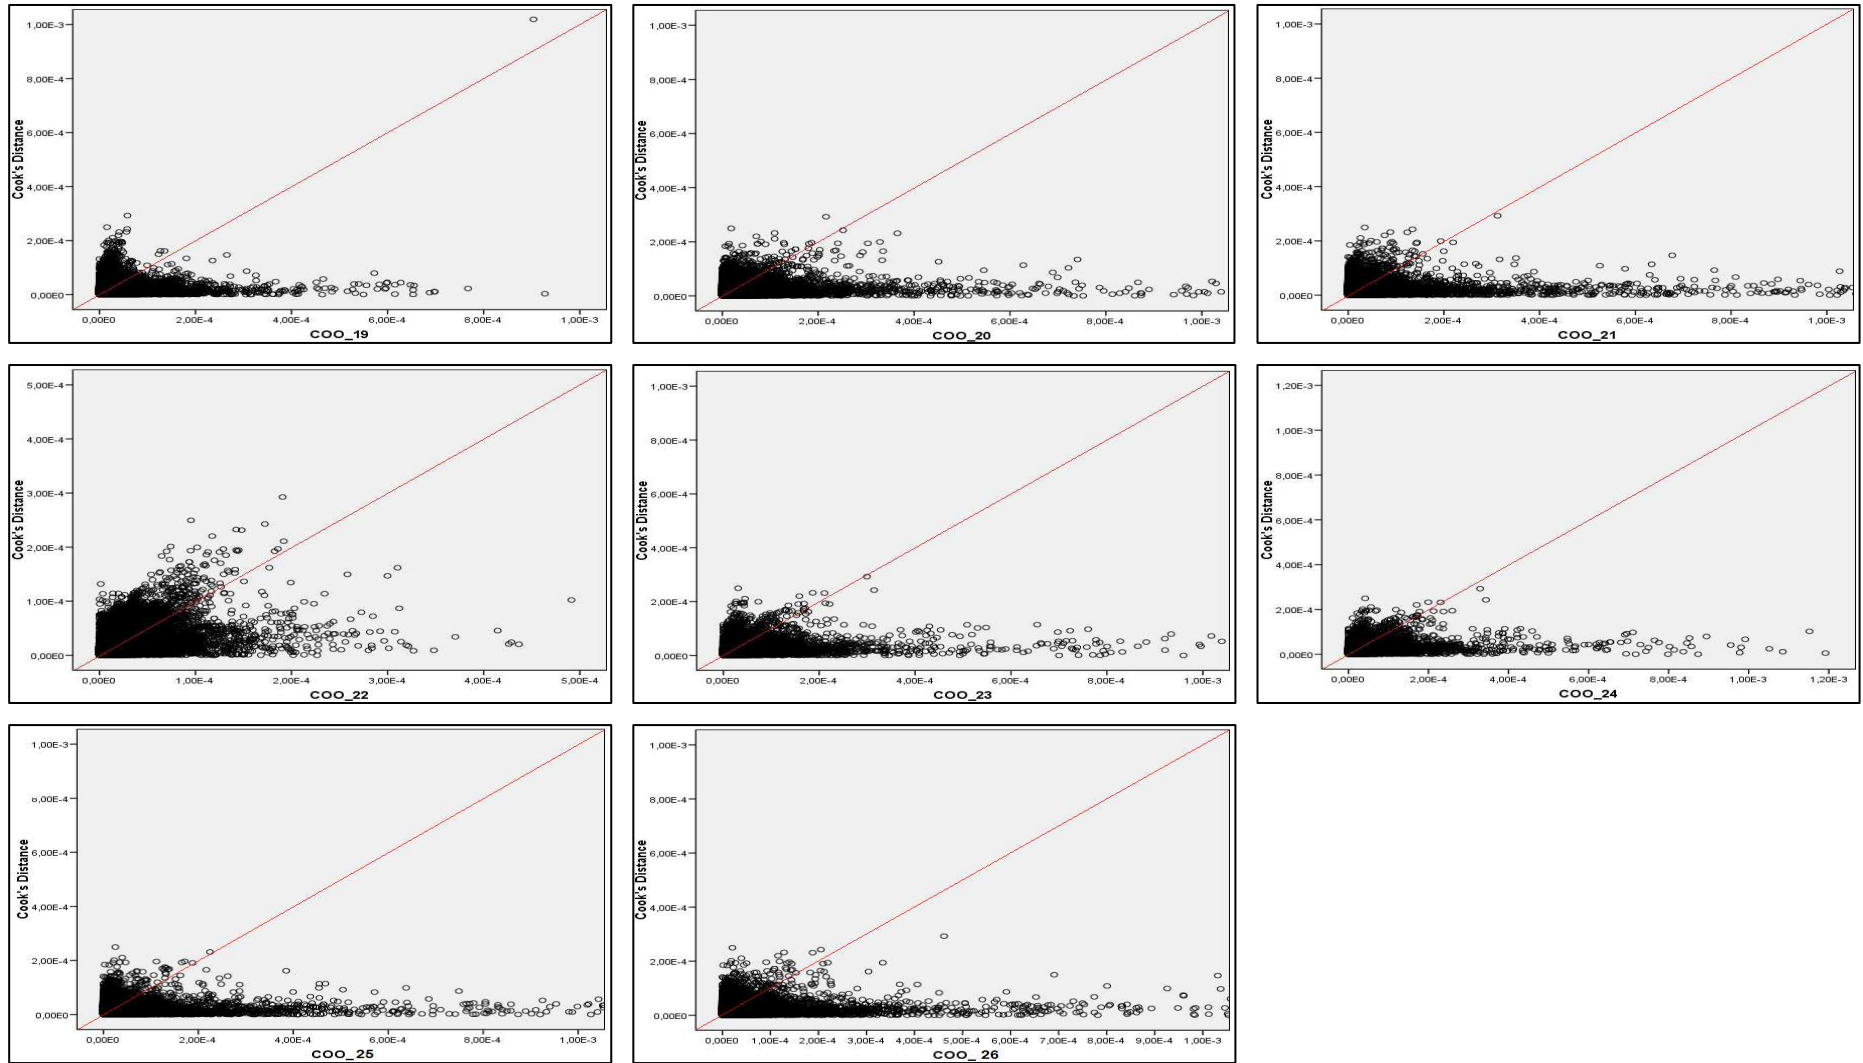 1,00E-3
8,00E-4
6,00E-4
4,00E-4
2,00E-4
0,00E0
Cook's Distance
0,00E0 2,00E-4 4,00E-4 6,00E-4 8,00E-4 1,00E-3
COO_19
1,00E-3
8,00E-4
6,00E-4
4,00E-4
2,00E-4
0,00E0
Cook's Distance
0,00E0 2,00E-4 4,00E-4 6,00E-4 8,00E-4 1,00E-3
COO_20
1,00E-3
8,00E-4
6,00E-4
4,00E-4
2,00E-4
0,00E0
Cook's Distance
0,00E0 2,00E-4 4,00E-4 6,00E-4 8,00E-4 1,00E-3
COO_21
5,00E-4
4,00E-4
3,00E-4
2,00E-4
1,00E-4
0,00E0
Cook's Distance
0,00E0 1,00E-4 2,00E-4 3,00E-4 4,00E-4 5,00E-4
COO_22
1,00E-3
8,00E-4
6,00E-4
4,00E-4
2,00E-4
0,00E0
Cook's Distance
0,00E0 2,00E-4 4,00E-4 6,00E-4 8,00E-4 1,00E-3
COO_23
1,20E-3
1,00E-3
8,00E-4
6,00E-4
4,00E-4
2,00E-4
0,00E0
Cook's Distance
0,00E0 2,00E-4 4,00E-4 6,00E-4 8,00E-4 1,00E-3 1,20E-3
COO_24
1,00E-3
8,00E-4
6,00E-4
4,00E-4
2,00E-4
0,00E0
Cook's Distance
0,00E0 2,00E-4 4,00E-4 6,00E-4 8,00E-4 1,00E-3
COO_25
1,00E-3
8,00E-4
6,00E-4
4,00E-4
2,00E-4
0,00E0
Cook's Distance
0,00E0 1,00E-4 2,00E-4 3,00E-4 4,00E-4 5,00E-4 6,00E-4 7,00E-4 8,00E-4 9,00E-4 1,00E-3
COO_26